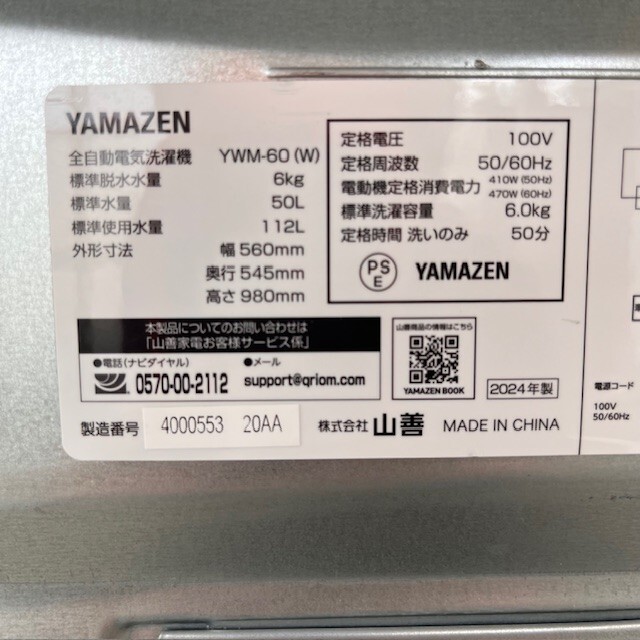 YAMAZEN
全自動電気洗濯機 YWM-60 (W)
標準脱水水量 6kg
標準水量 50L
標準使用水量 112L
外形寸法 幅 560mm
奥行 545mm
高さ 980mm
定格電圧 100V
定格周波数 50/60Hz
電動機定格消費電力 410W (50Hz)
470W (60Hz)
標準洗濯容量 6.0kg
定格時間 洗いのみ 50分
PS
E
YAMAZEN
本製品についてのお問い合わせは
「山善家電お客様サービス係」
●電話(ナビダイヤル)
0570-00-2112
●メール
support@qriom.com
山善商品の情報はこちら
YAMAZEN BOOK
2024年製
製造番号 4000553 20AA
株式会社 山善 MADE IN CHINA
電源コード
100V
50/60Hz